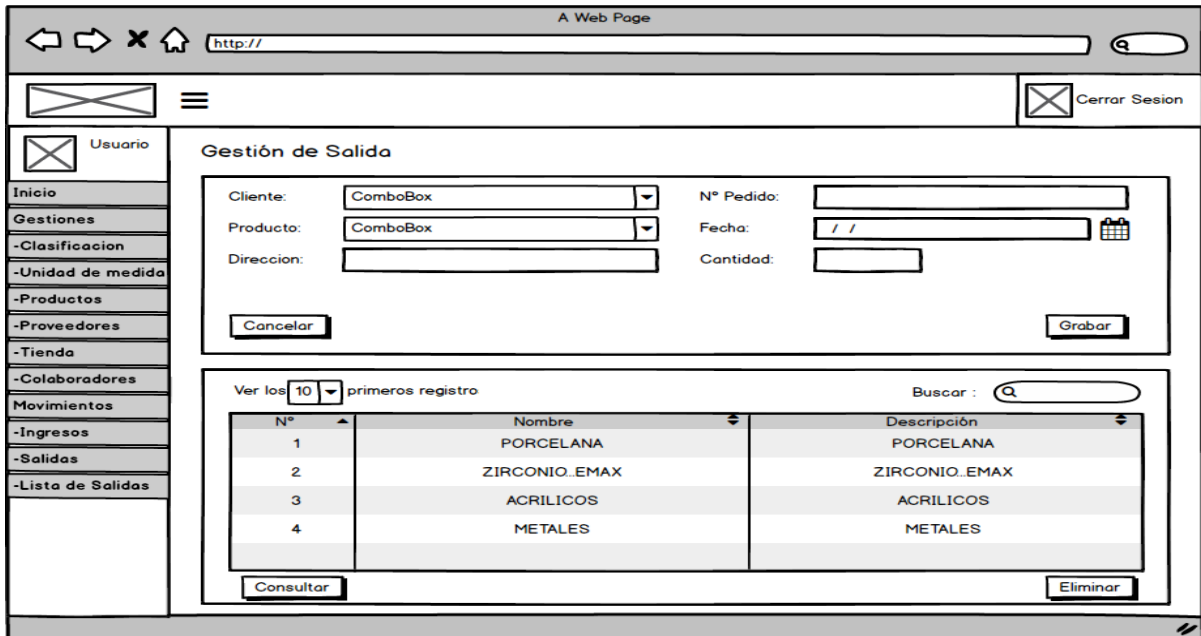 A Web Page
http://
Cerrar Sesion
Usuario
Inicio
Gestiones
-Clasificacion
-Unidad de medida
-Productos
-Proveedores
-Tienda
-Colaboradores
Movimientos
-Ingresos
-Salidas
-Lista de Salidas
Gestión de Salida
Cliente: ComboBox Nº Pedido:
Producto: ComboBox Fecha: / /
Direccion: Cantidad:
Cancelar Grabar
Ver los 10 primeros registro Buscar :
Nº Nombre Descripción
1 PORCELANA PORCELANA
2 ZIRCONIO..EMAX ZIRCONIO..EMAX
3 ACRILICOS ACRILICOS
4 METALES METALES
Consultar Eliminar